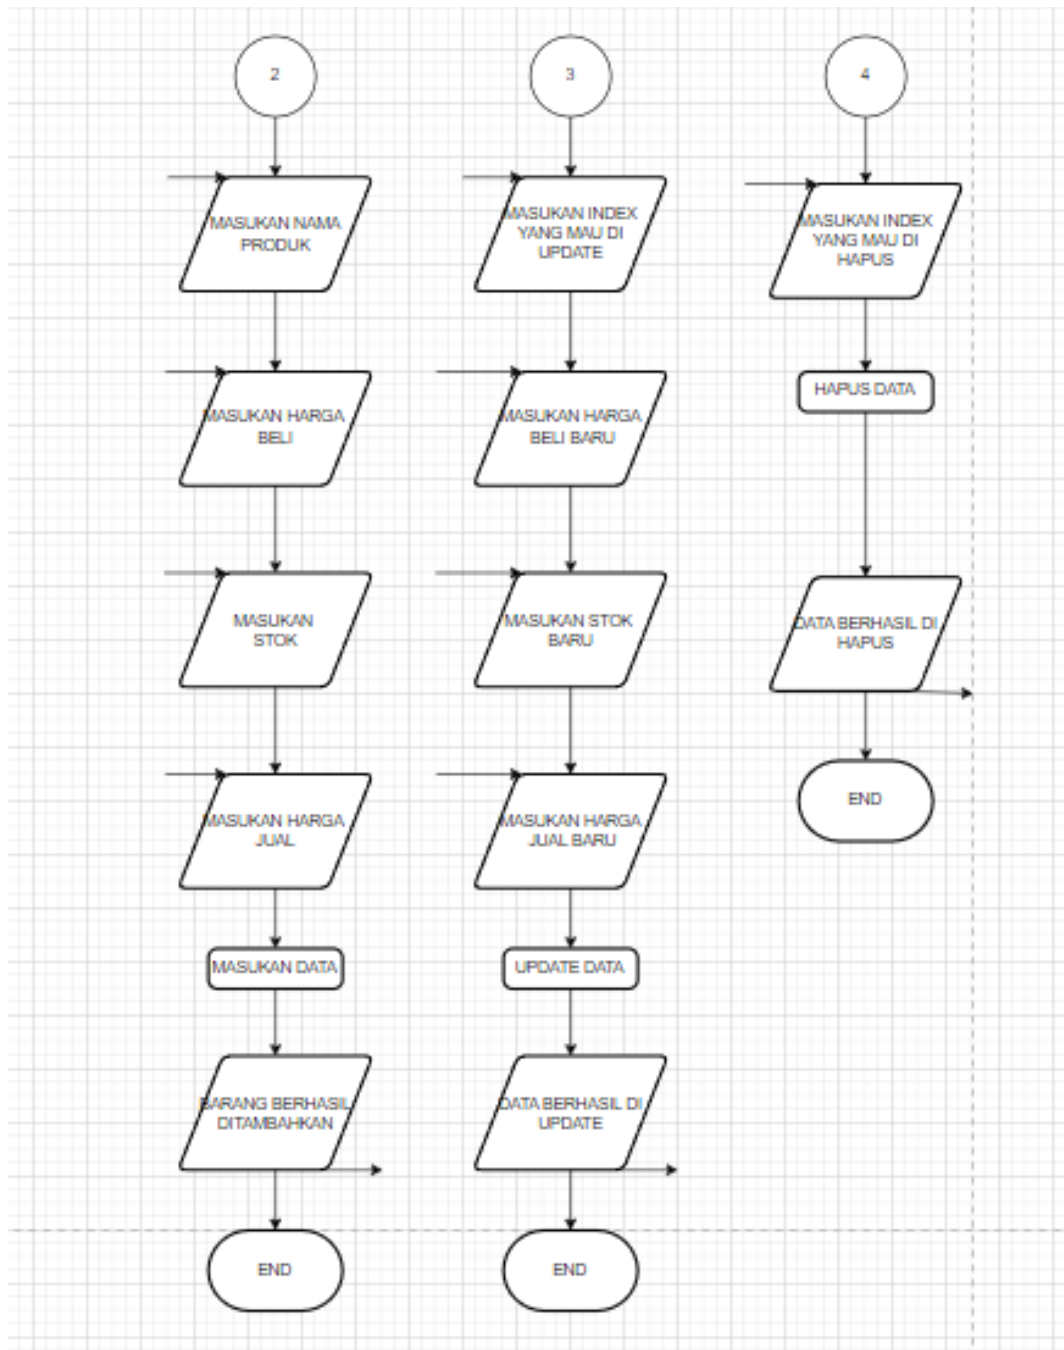 2
MASUKAN NAMA
PRODUK
MASUKAN HARGA
BELI
MASUKAN
STOK
MASUKAN HARGA
JUAL
MASUKAN DATA
BARANG BERHASIL
DITAMBAHKAN
END
3
MASUKAN INDEX
YANG MAU DI
UPDATE
MASUKAN HARGA
BELI BARU
MASUKAN STOK
BARU
MASUKAN HARGA
JUAL BARU
UPDATE DATA
DATA BERHASIL DI
UPDATE
END
4
MASUKAN INDEX
YANG MAU DI
HAPUS
HAPUS DATA
DATA BERHASIL DI
HAPUS
END